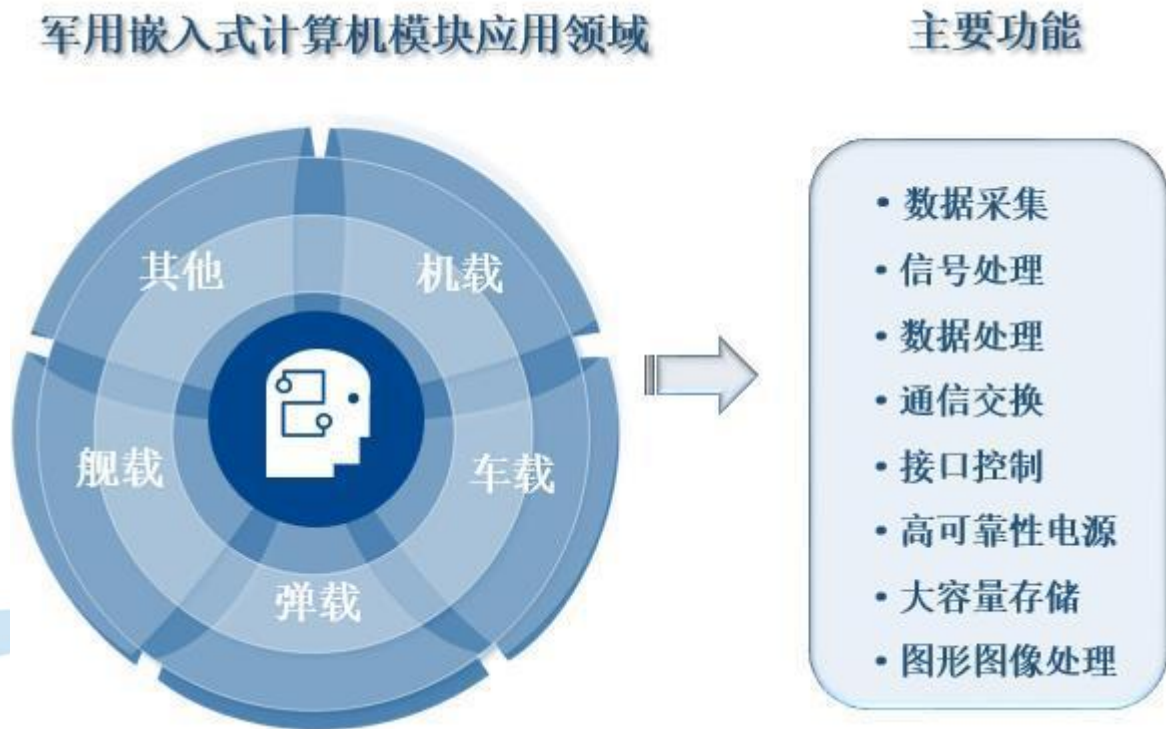 军用嵌入式计算机模块应用领域
主要功能
其他
机载
舰载
车载
弹载
• 数据采集
• 信号处理
• 数据处理
• 通信交换
• 接口控制
• 高可靠性电源
• 大容量存储
• 图形图像处理